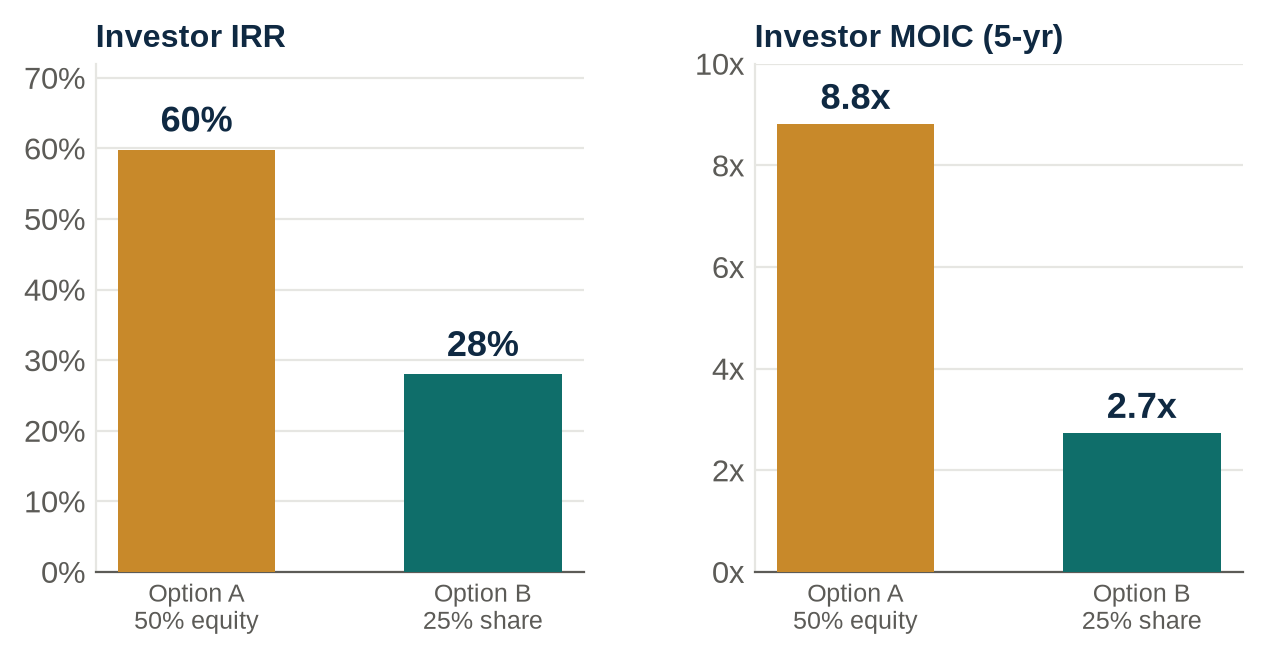 Investor IRR
70%
60%
50%
40%
30%
20%
10%
0%
60%
28%
Option A
50% equity
Option B
25% share
Investor MOIC (5-yr)
10x
8x
6x
4x
2x
0x
8.8x
2.7x
Option A
50% equity
Option B
25% share